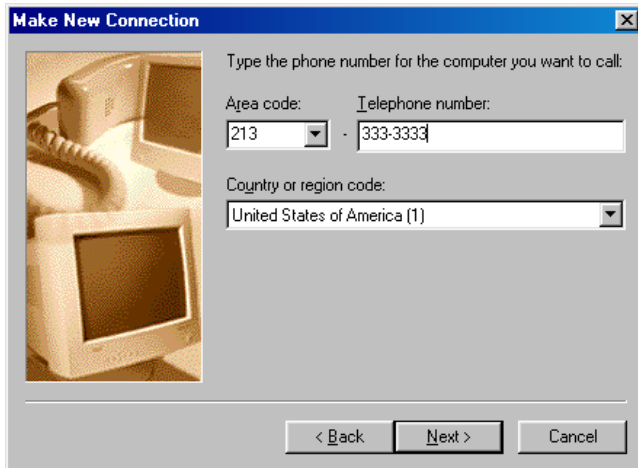 Make New Connection
Type the phone number for the computer you want to call:
Area code: Telephone number:
213 - 333-3333
Country or region code:
United States of America (1)
< Back Next > Cancel